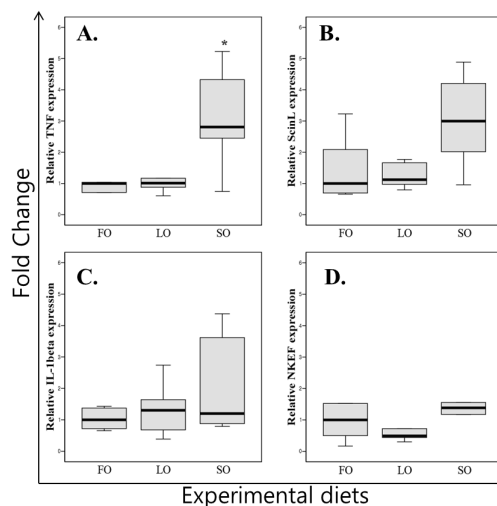 Fold Change
A.
*
Relative TNF expression
6
5
4
3
2
1
0
FO LO SO
B.
Relative ScinL expression
6
5
4
3
2
1
0
FO LO SO
C.
Relative IL-1beta expression
6
5
4
3
2
1
0
FO LO SO
D.
Relative NKEF expression
6
5
4
3
2
1
0
FO LO SO
Experimental diets